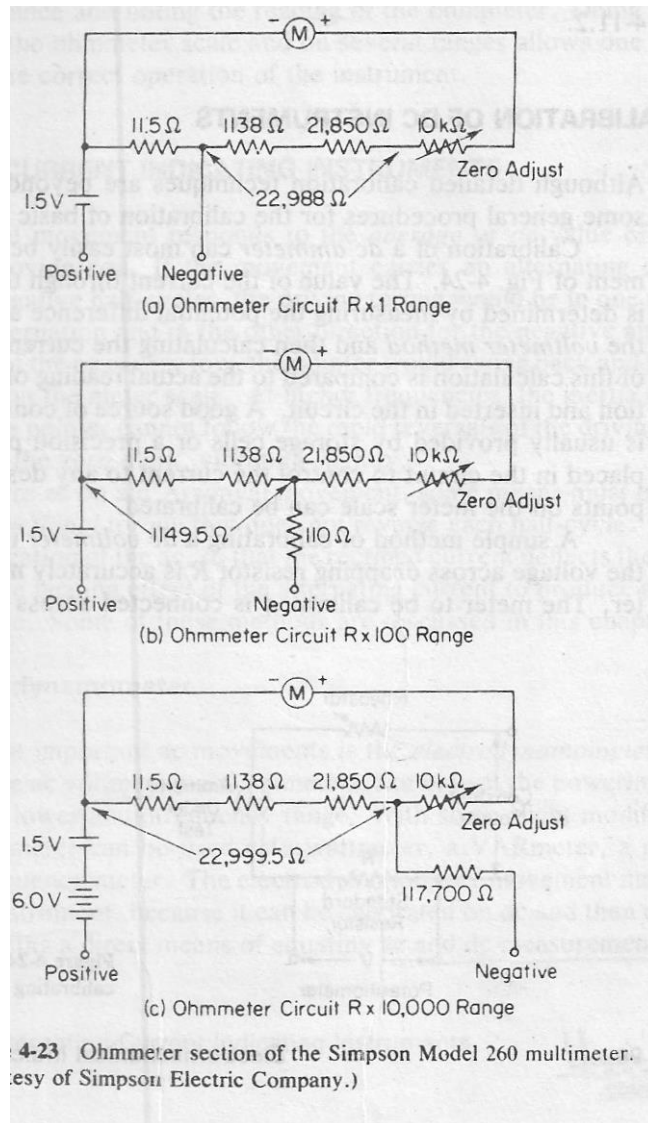 − M +
11.5 Ω 1138 Ω 21,850 Ω 10 kΩ
Zero Adjust
22,988 Ω
1.5 V
Positive Negative
(a) Ohmmeter Circuit R x 1 Range
− M +
11.5 Ω 1138 Ω 21,850 Ω 10 kΩ
Zero Adjust
1.5 V 1149.5 Ω 110 Ω
Positive Negative
(b) Ohmmeter Circuit R x 100 Range
− M +
11.5 Ω 1138 Ω 21,850 Ω 10 kΩ
Zero Adjust
1.5 V
22,999.5 Ω
6.0 V
117,700 Ω
Positive Negative
(c) Ohmmeter Circuit R x 10,000 Range
4-23 Ohmmeter section of the Simpson Model 260 multimeter.
tesy of Simpson Electric Company.)